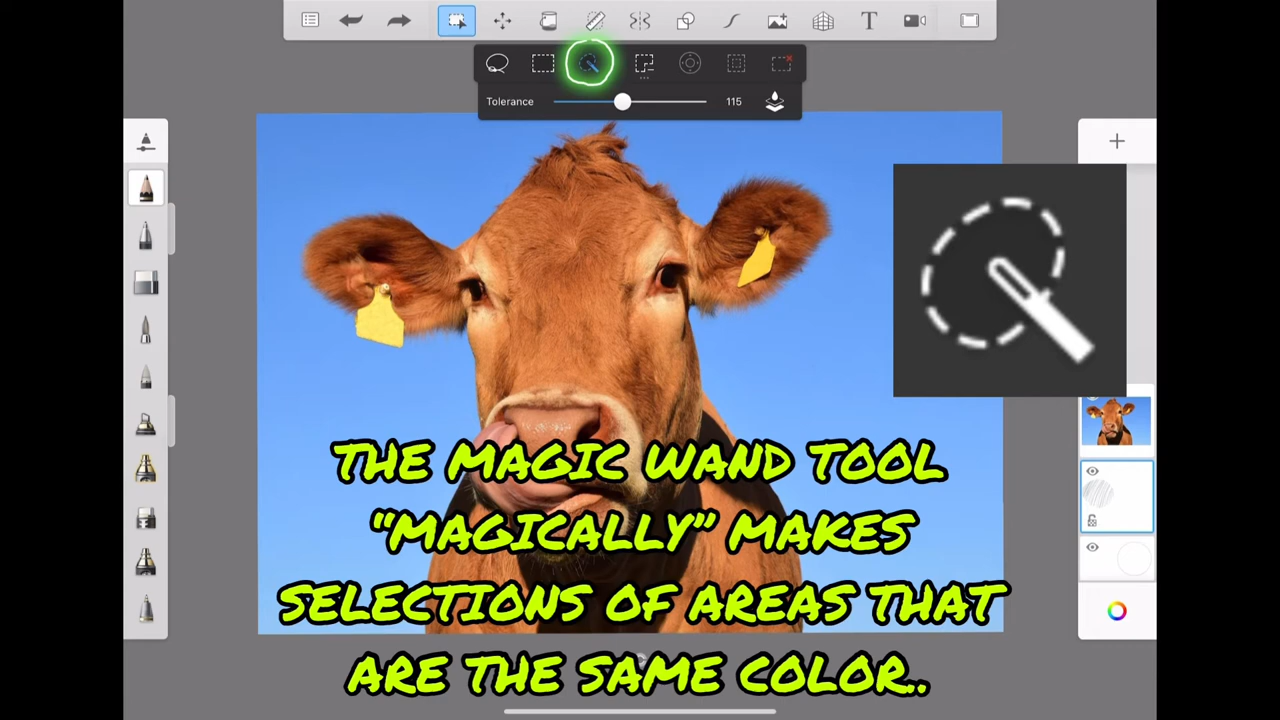 T
Tolerance 115
THE MAGIC WAND TOOL
“MAGICALLY” MAKES
SELECTIONS OF AREAS THAT
ARE THE SAME COLOR..